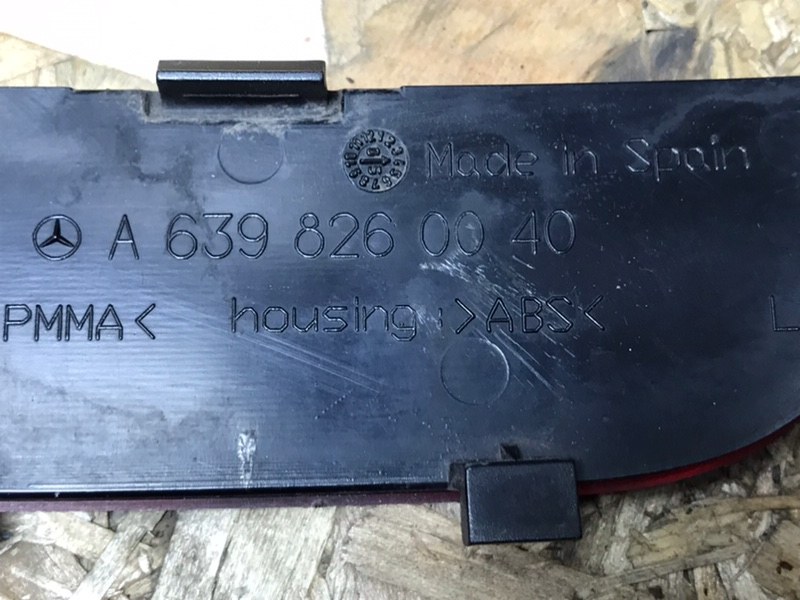 Made in Spain
A 639 826 00 40
PMMA< housing: >ABS< L